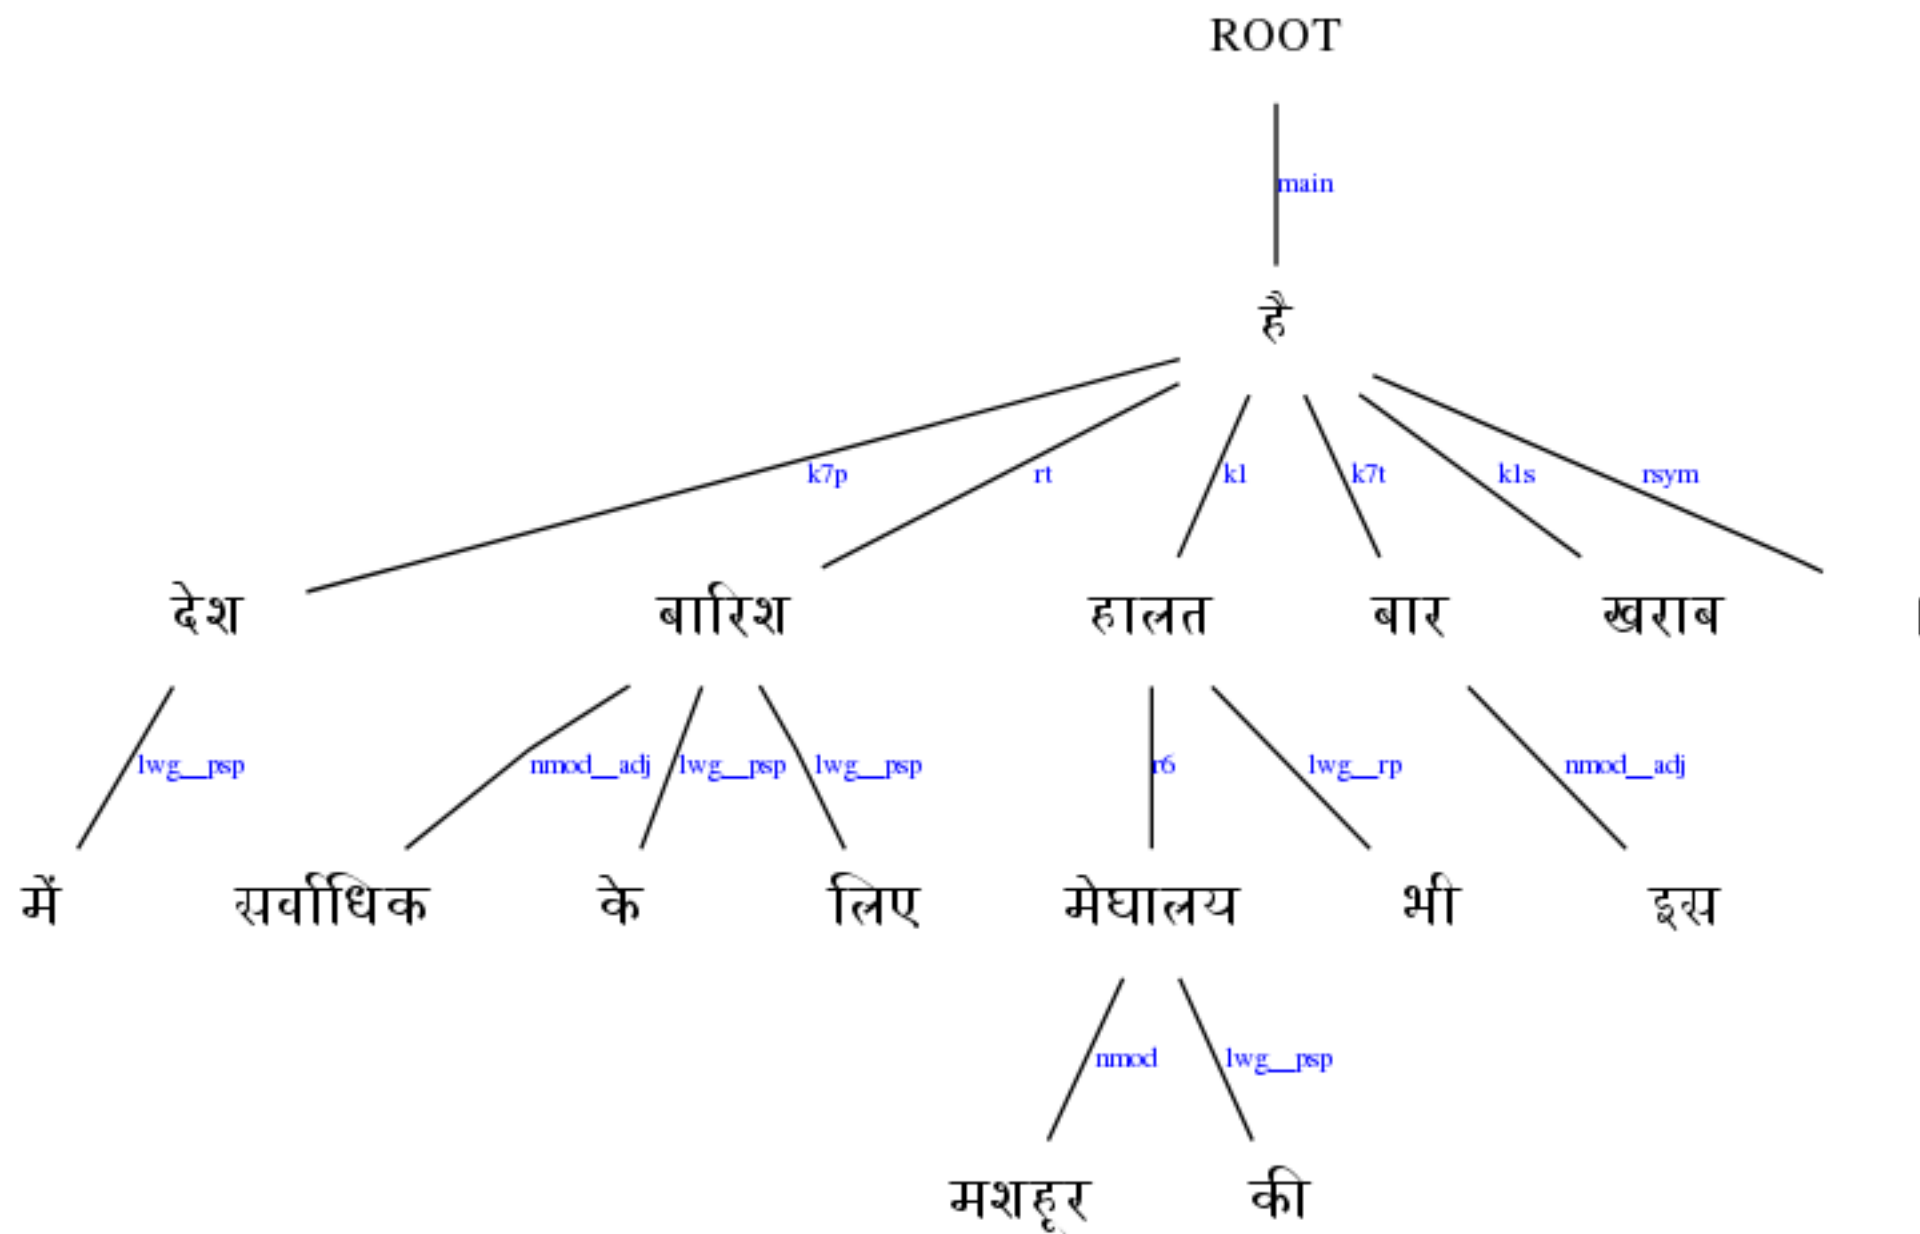 ROOT
main
है
k7p rt k1 k7t k1s rsym
देश बारिश हालत बार खराब
lwg__psp nmod__adj lwg__psp lwg__psp r6 lwg__rp nmod__adj
में सर्वाधिक के लिए मेघालय भी इस
nmod lwg__psp
मशहूर की